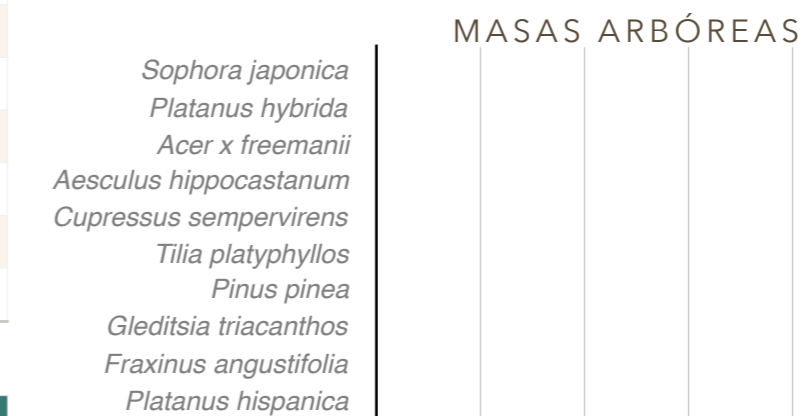 MASAS ARBÓREAS
Sophora japonica
Platanus hybrida
Acer x freemanii
Aesculus hippocastanum
Cupressus sempervirens
Tilia platyphyllos
Pinus pinea
Gleditsia triacanthos
Fraxinus angustifolia
Platanus hispanica